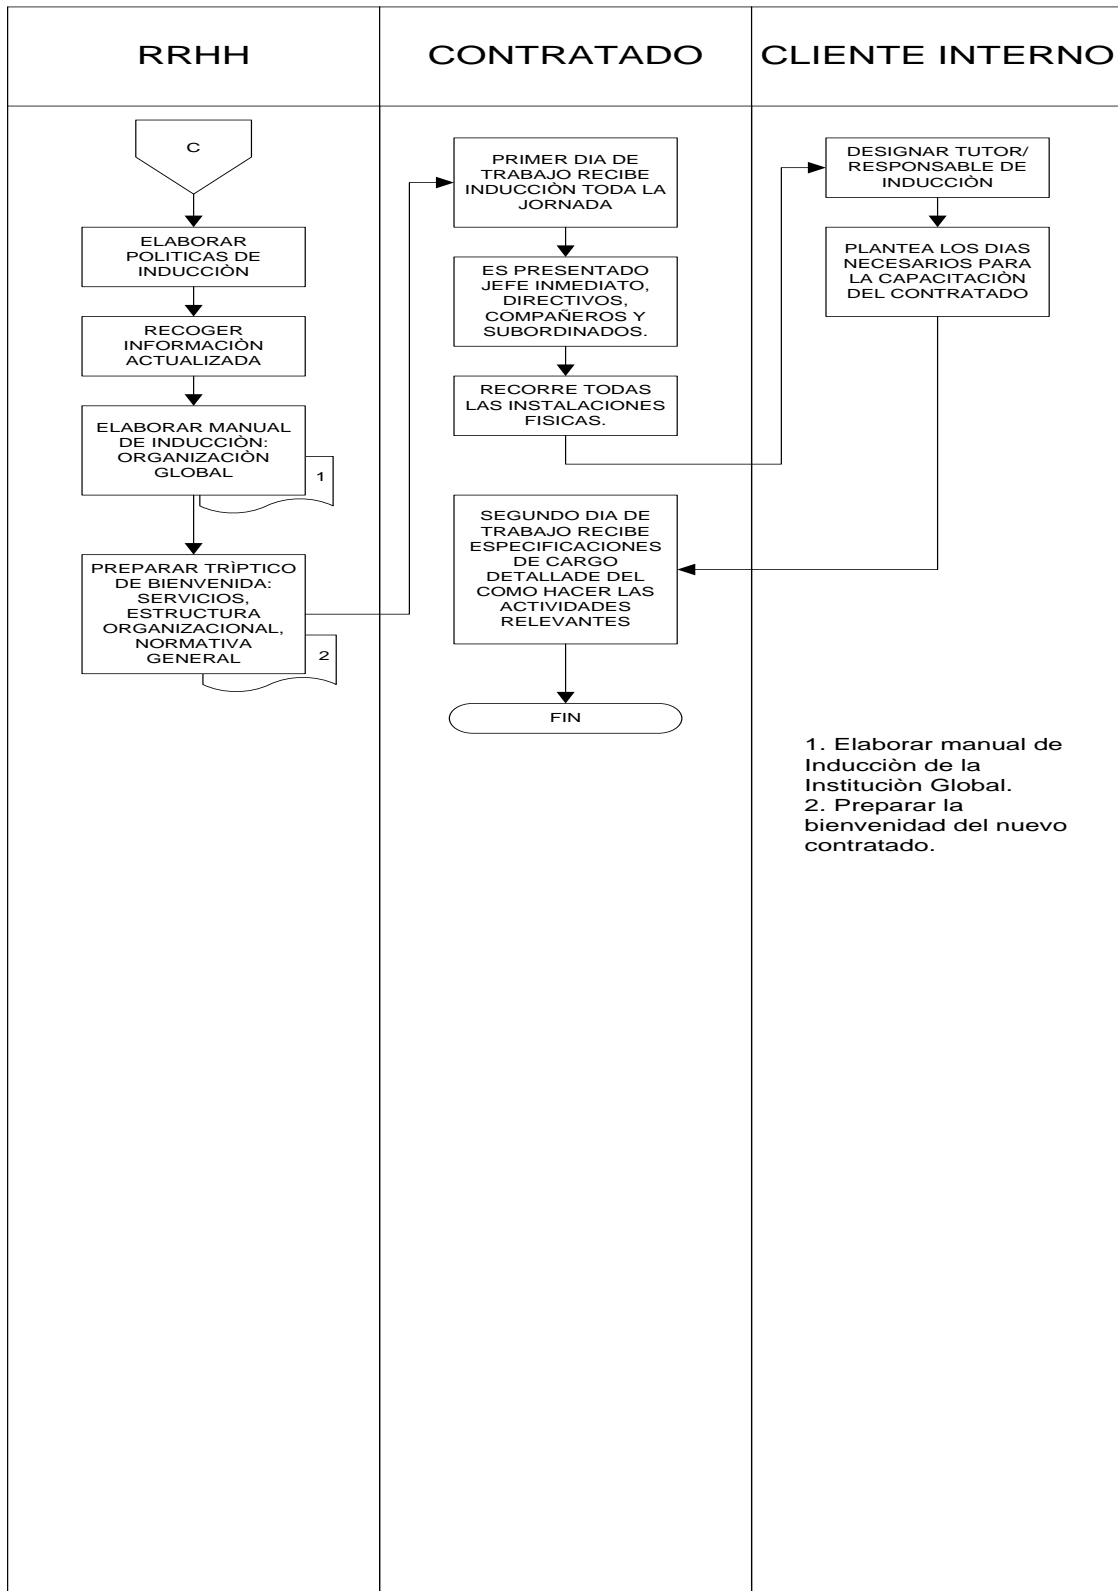 RRHH
CONTRATADO
CLIENTE INTERNO
C
ELABORAR
POLITICAS DE
INDUCCIÒN
RECOGER
INFORMACIÒN
ACTUALIZADA
ELABORAR MANUAL
DE INDUCCIÒN:
ORGANIZACIÒN
GLOBAL
1
PREPARAR TRÌPTICO
DE BIENVENIDA:
SERVICIOS,
ESTRUCTURA
ORGANIZACIONAL,
NORMATIVA
GENERAL
2
PRIMER DIA DE
TRABAJO RECIBE
INDUCCIÒN TODA LA
JORNADA
ES PRESENTADO
JEFE INMEDIATO,
DIRECTIVOS,
COMPAÑEROS Y
SUBORDINADOS.
RECORRE TODAS
LAS INSTALACIONES
FISICAS.
SEGUNDO DIA DE
TRABAJO RECIBE
ESPECIFICACIONES
DE CARGO
DETALLADE DEL
COMO HACER LAS
ACTIVIDADES
RELEVANTES
FIN
DESIGNAR TUTOR/
RESPONSABLE DE
INDUCCIÒN
PLANTEA LOS DIAS
NECESARIOS PARA
LA CAPACITACIÒN
DEL CONTRATADO
1. Elaborar manual de
Inducciòn de la
Instituciòn Global.
2. Preparar la
bienvenidad del nuevo
contratado.